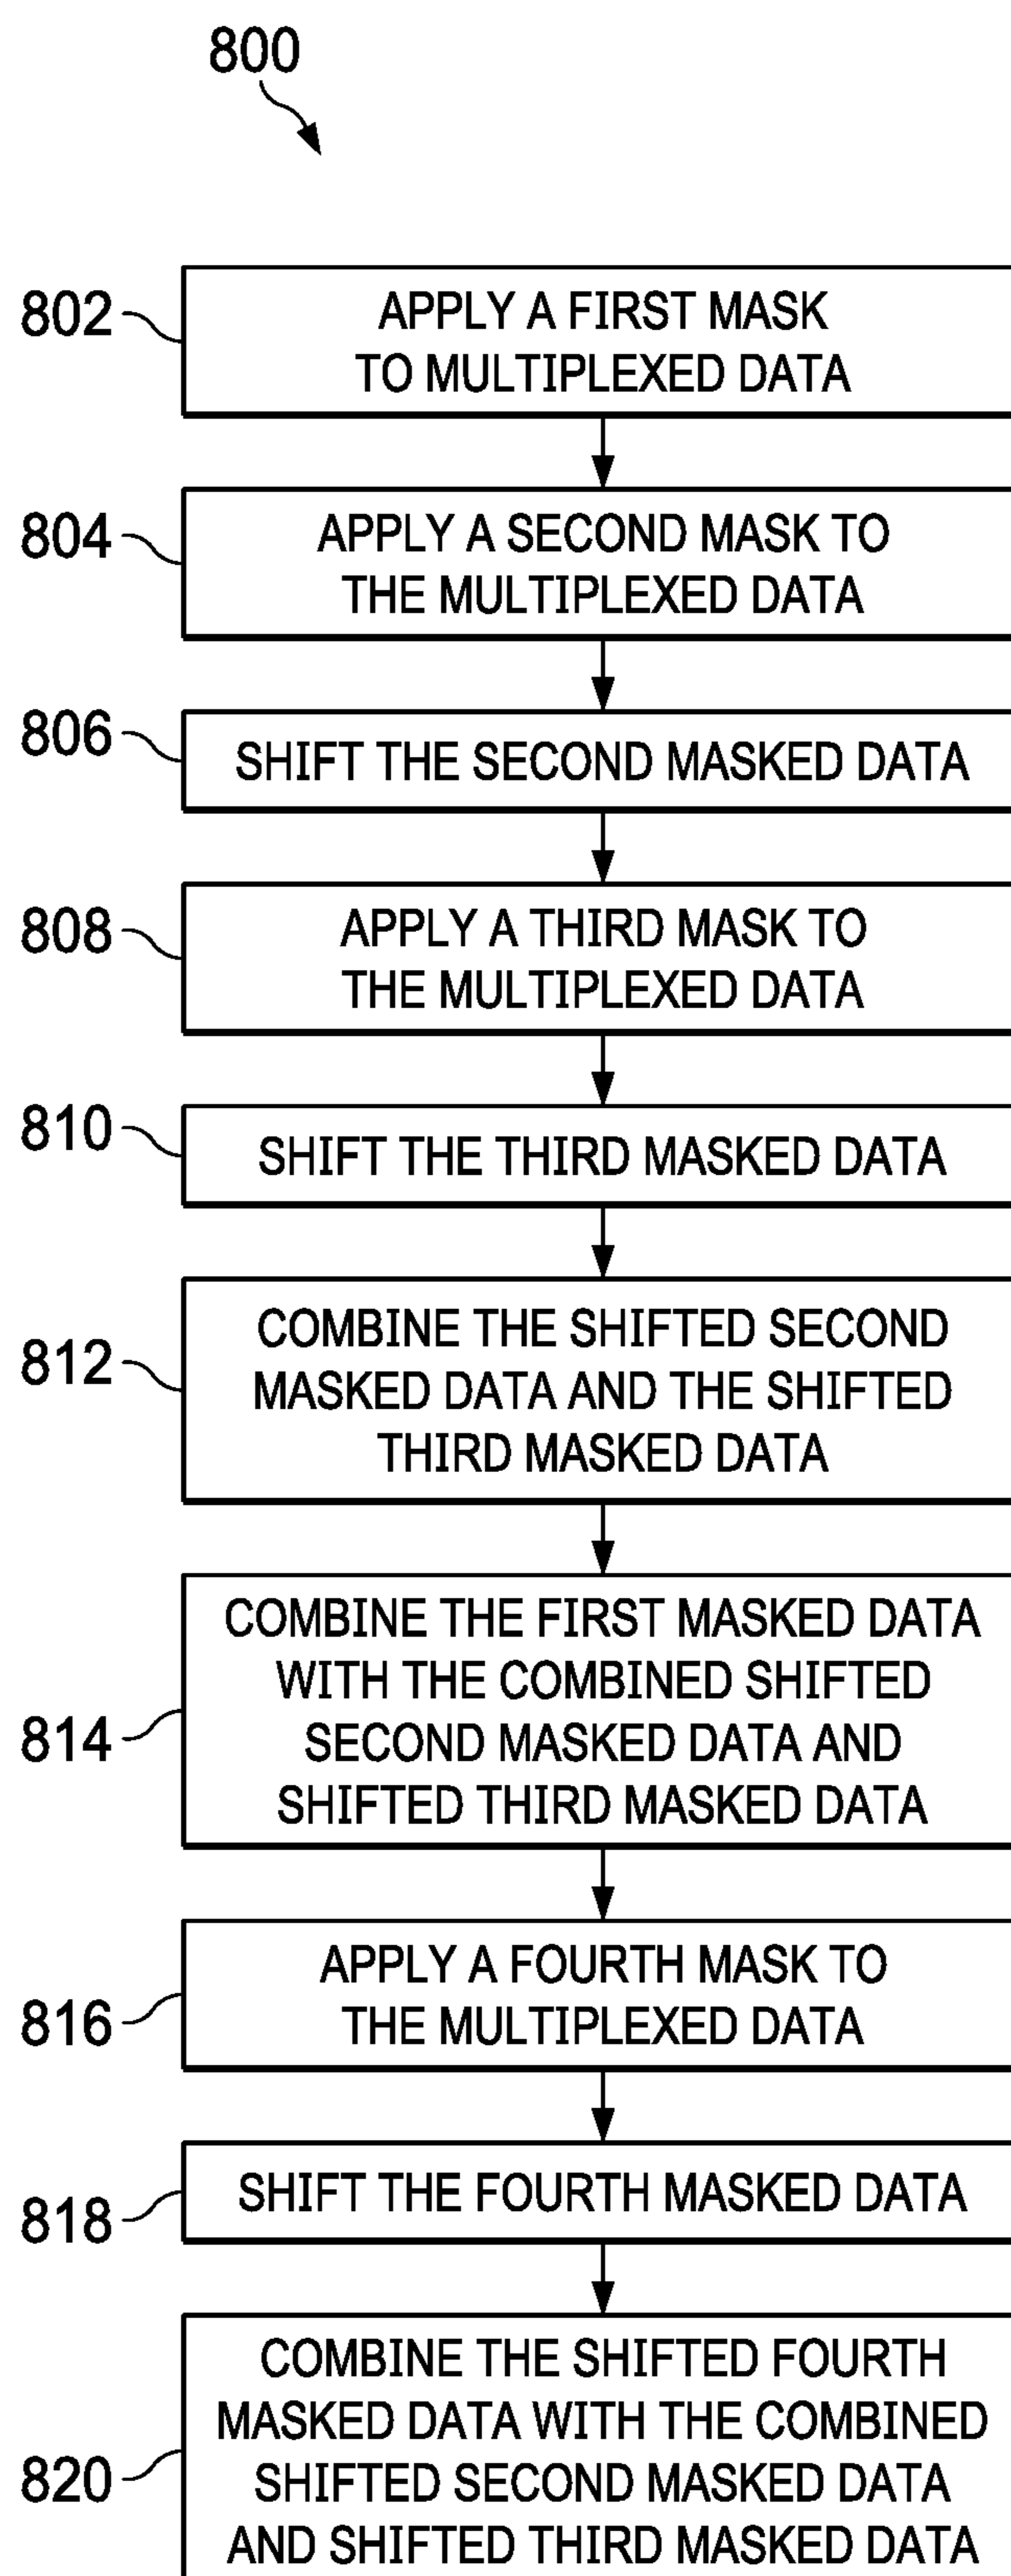 800
802
APPLY A FIRST MASK
TO MULTIPLEXED DATA
804
APPLY A SECOND MASK TO
THE MULTIPLEXED DATA
806
SHIFT THE SECOND MASKED DATA
808
APPLY A THIRD MASK TO
THE MULTIPLEXED DATA
810
SHIFT THE THIRD MASKED DATA
812
COMBINE THE SHIFTED SECOND
MASKED DATA AND THE SHIFTED
THIRD MASKED DATA
814
COMBINE THE FIRST MASKED DATA
WITH THE COMBINED SHIFTED
SECOND MASKED DATA AND
SHIFTED THIRD MASKED DATA
816
APPLY A FOURTH MASK TO
THE MULTIPLEXED DATA
818
SHIFT THE FOURTH MASKED DATA
820
COMBINE THE SHIFTED FOURTH
MASKED DATA WITH THE COMBINED
SHIFTED SECOND MASKED DATA
AND SHIFTED THIRD MASKED DATA